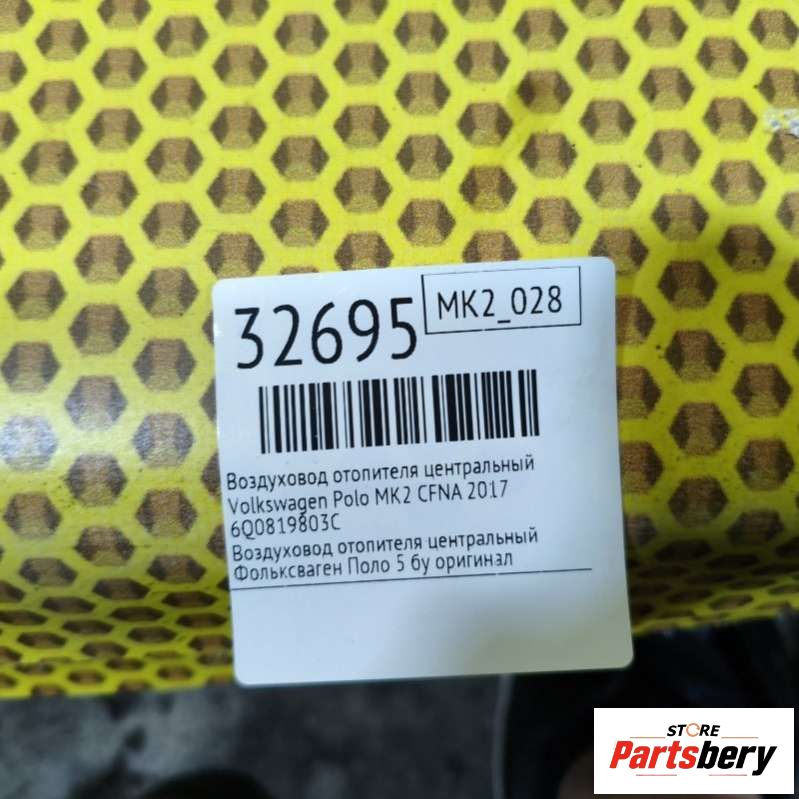 32695
MK2_028
Воздуховод отопителя центральный
Volkswagen Polo MK2 CFNA 2017
6Q0819803C
Воздуховод отопителя центральный
Фольксваген Поло 5 бу оригинал
STORE
Partsbery